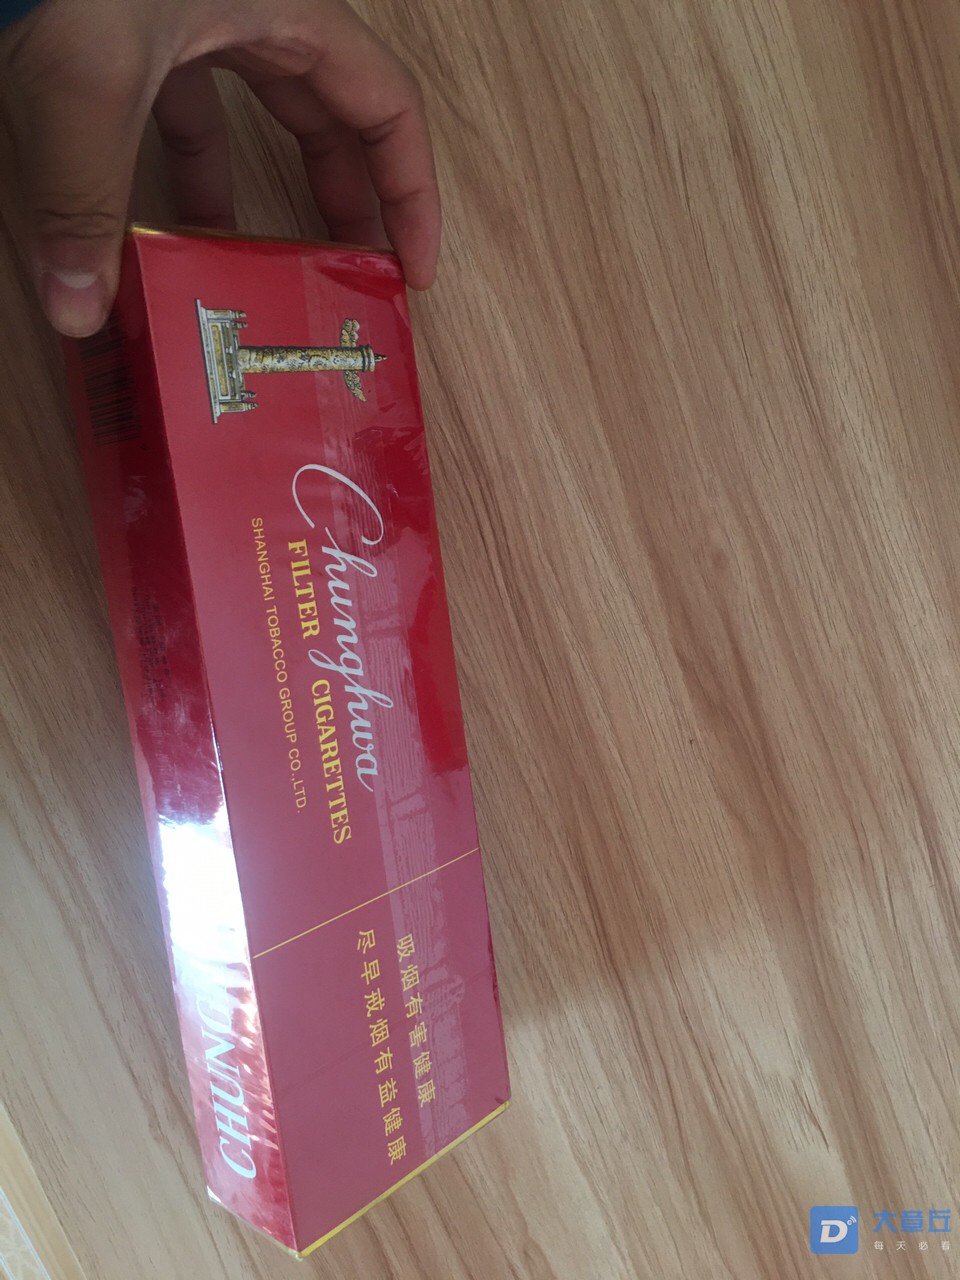 Chunghwa
FILTER CIGARETTES
SHANGHAI TOBACCO GROUP CO.,LTD.
吸烟有害健康
尽早戒烟有益健康
大章丘
每天必看